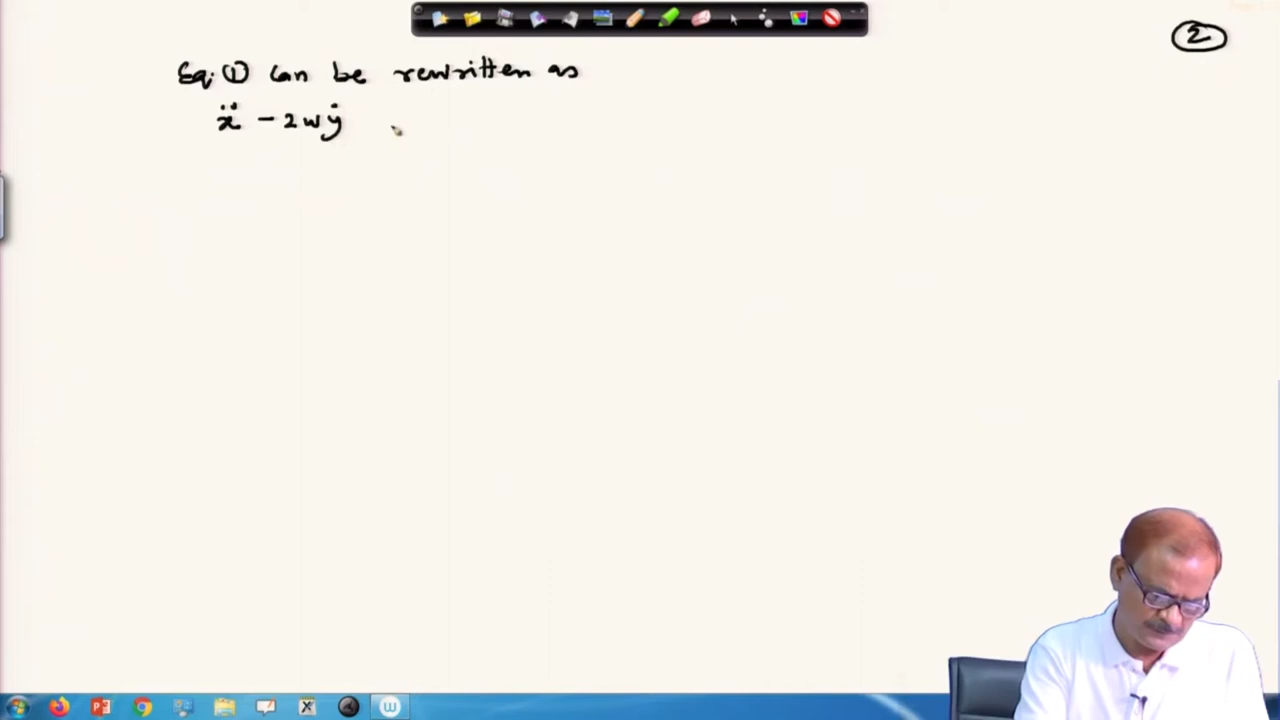 ②
Eq. ① can be rewritten as
ẍ - 2wẏ